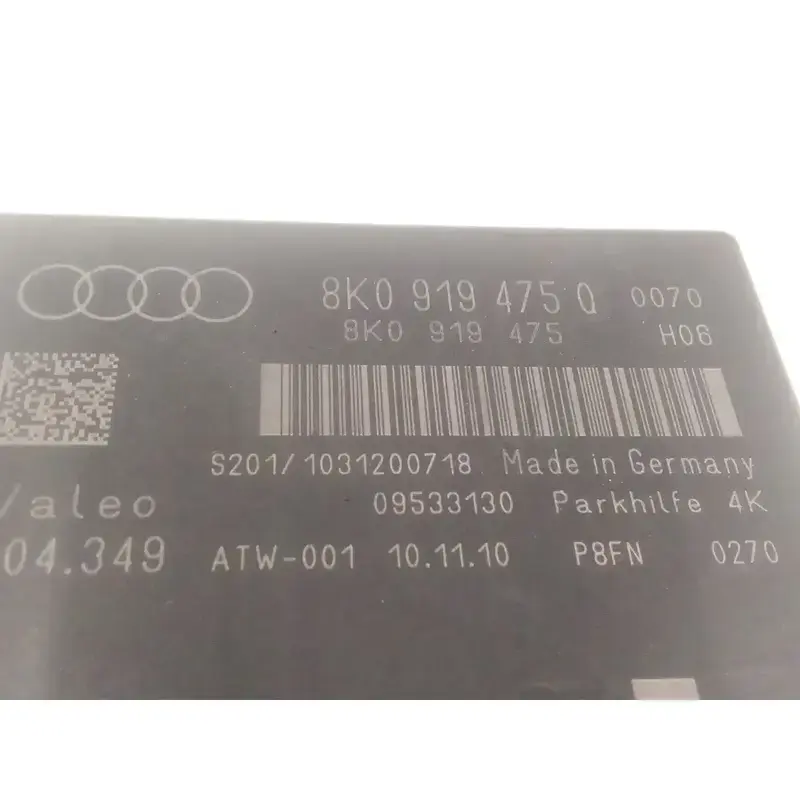 8K0 919 475 Q 0070
8K0 919 475 H06
S201/1031200718 Made in Germany
Valeo 09533130 Parkhilfe 4K
04.349 ATW-001 10.11.10 P8FN 0270